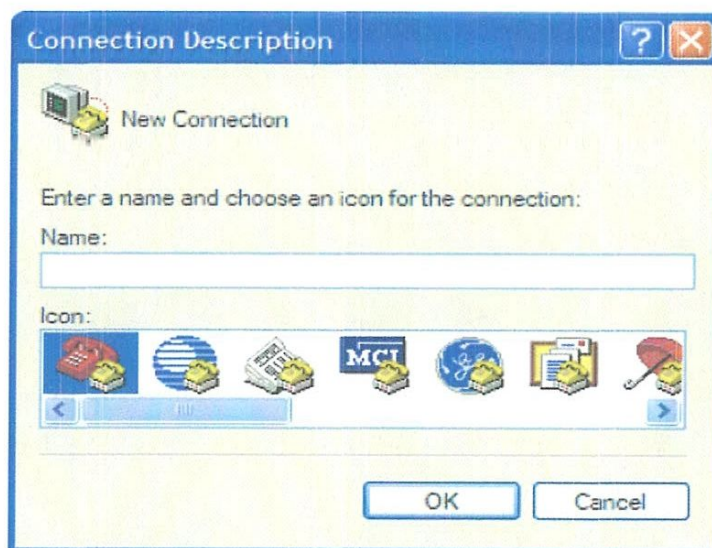 Connection Description
New Connection
Enter a name and choose an icon for the connection:
Name:
Icon:
MCI
OK
Cancel